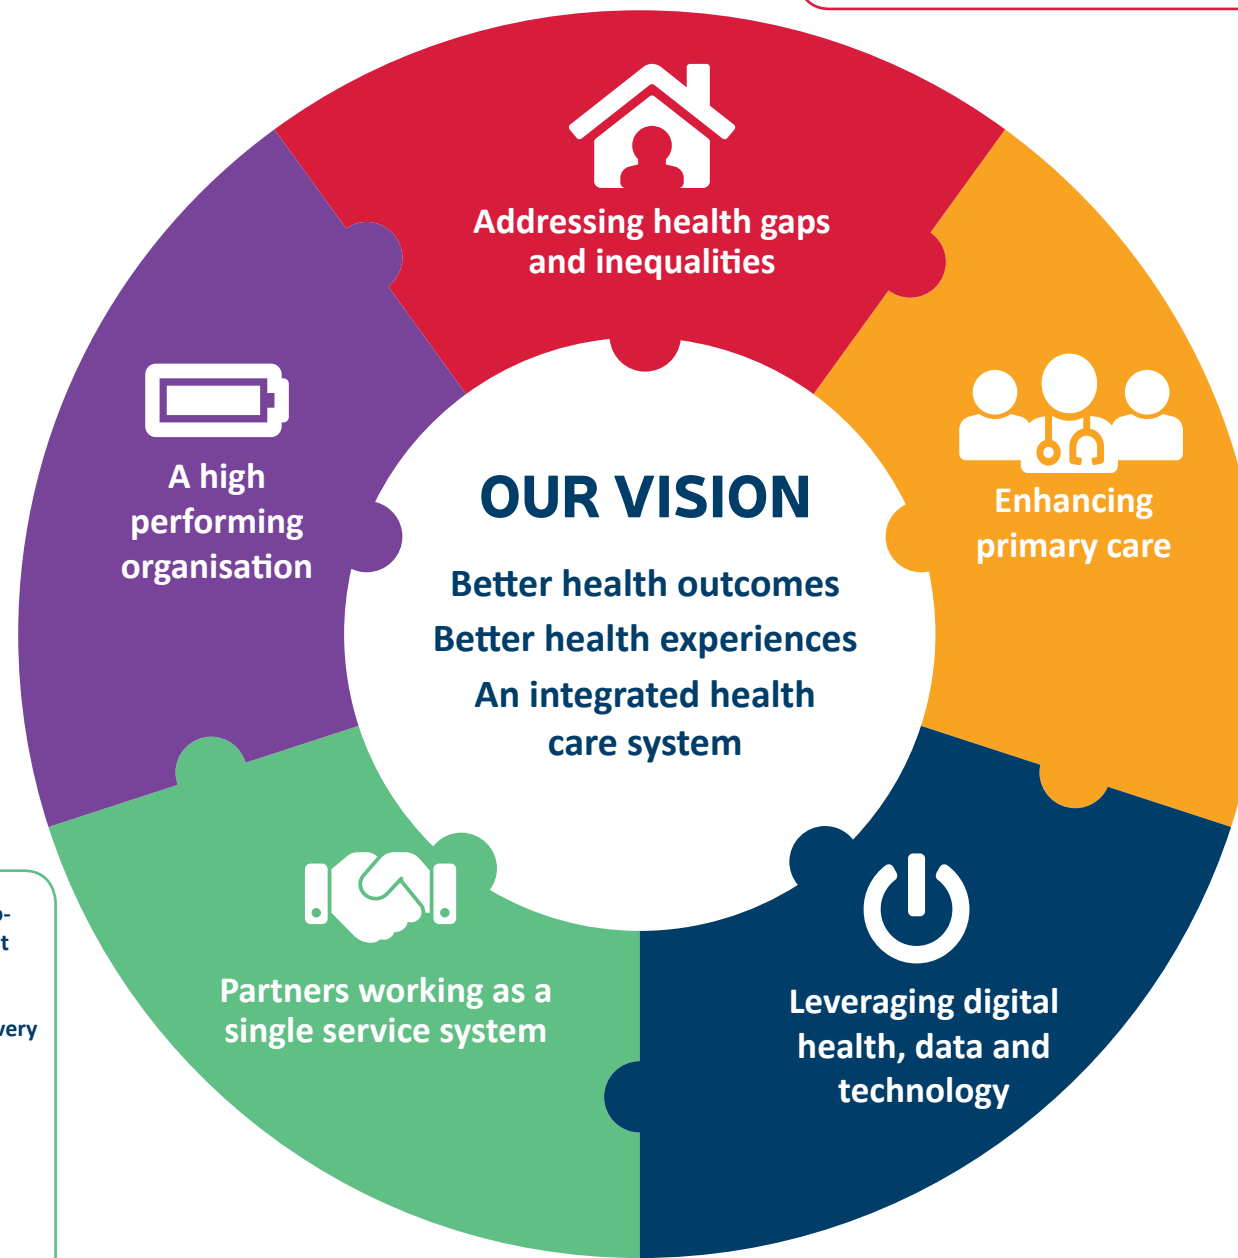 Addressing health gaps
and inequalities
A high
performing
organisation
Enhancing
primary care
OUR VISION
Better health outcomes
Better health experiences
An integrated health
care system
Partners working as a
single service system
Leveraging digital
health, data and
technology